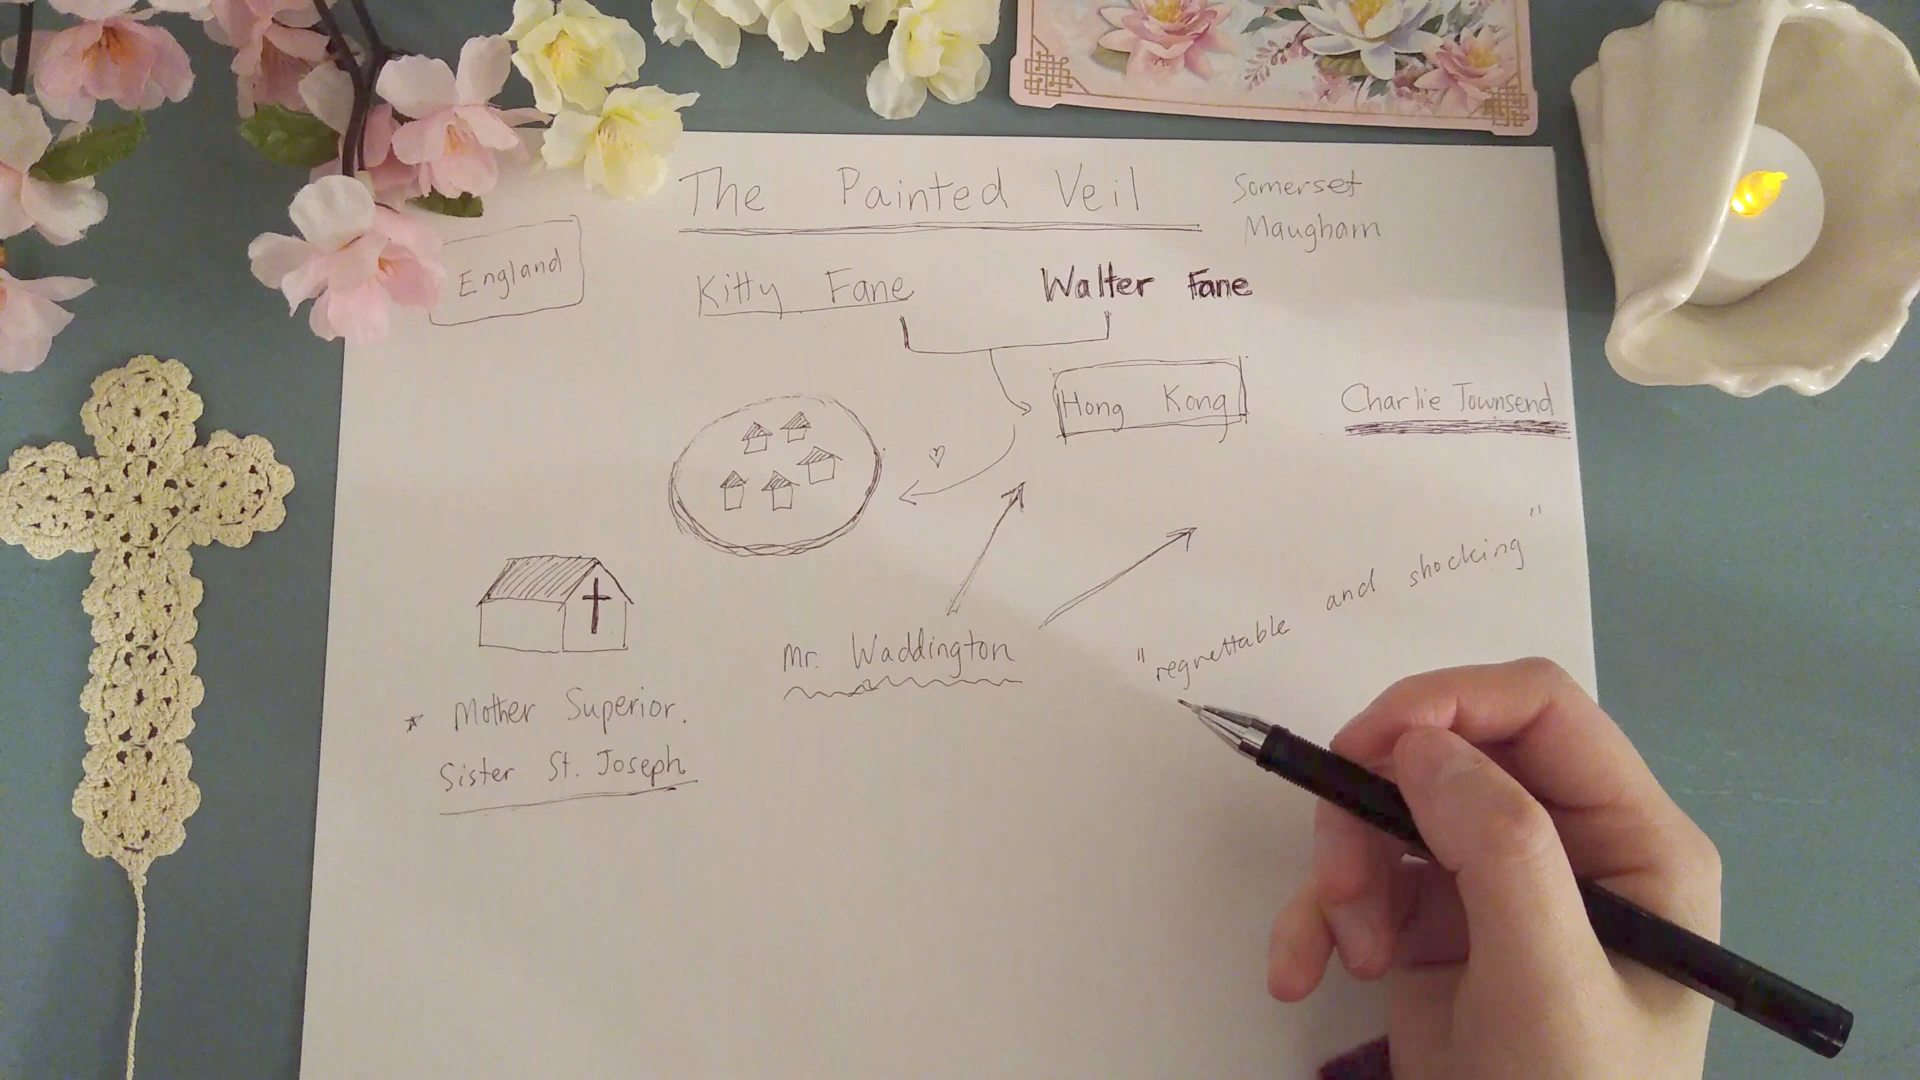 The Painted Veil
Somerset
Maugham
England
Kitty Fane
Walter Fane
Hong Kong
Charlie Townsend
"regrettable and shocking"
Mr. Waddington
* Mother Superior.
Sister St. Joseph